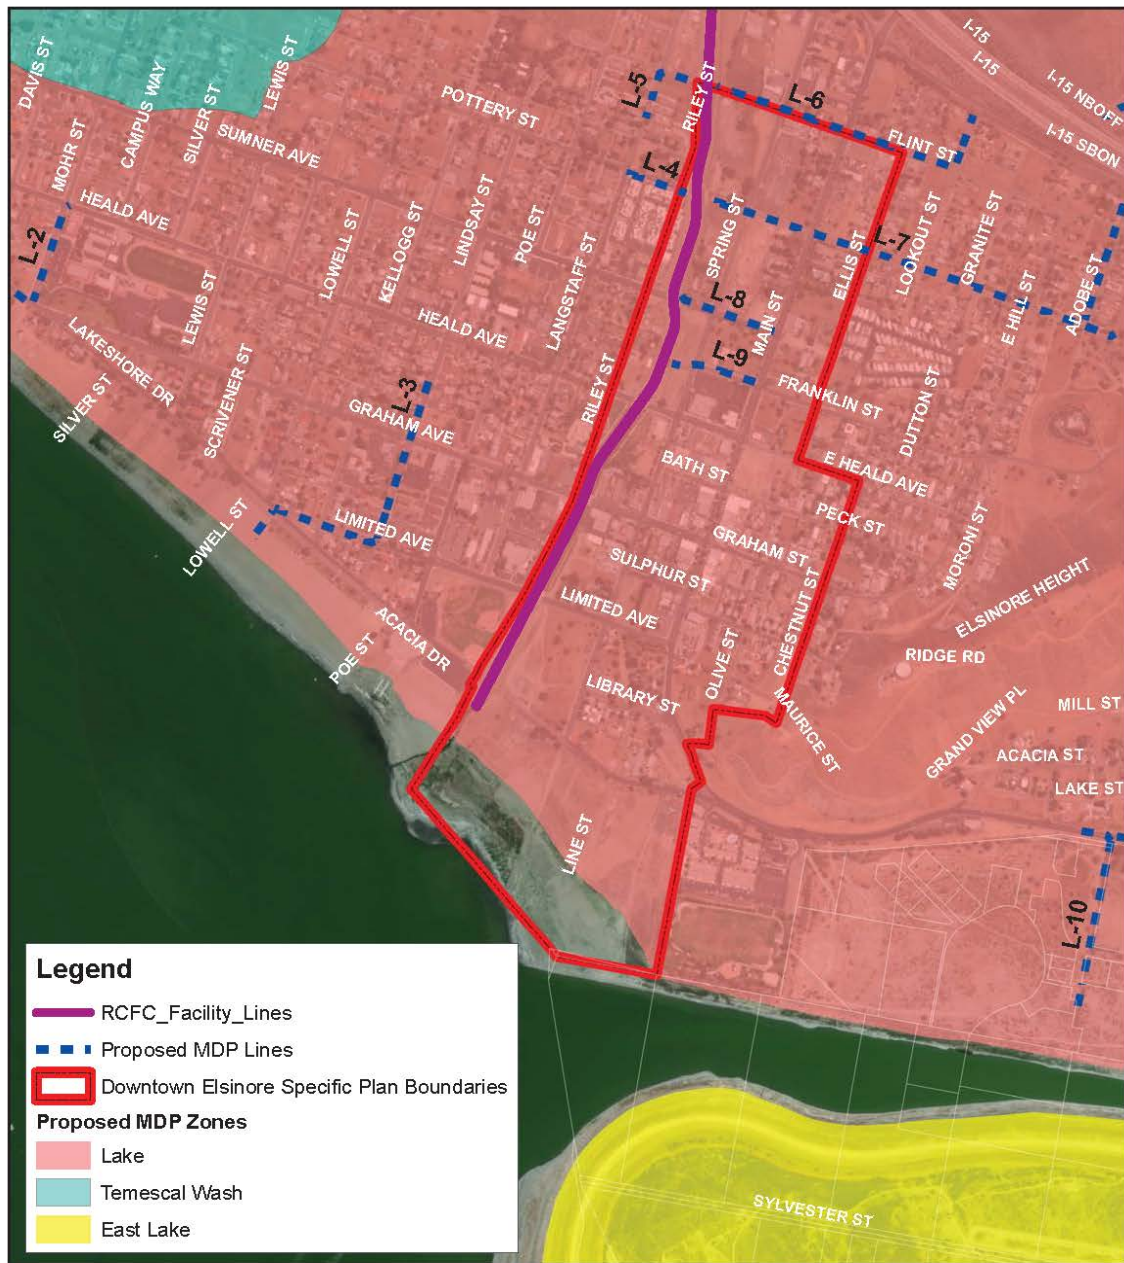 I-15
I-15
I-15 NBOFF
I-15 SBON
DAVIS ST
CAMPUS WAY
SILVER ST
LEWIS ST
MOHR ST
SUMNER AVE
POTTERY ST
L-5
RILEY ST
L-6
FLINT ST
L-4
HEALD AVE
L-2
LOWELL ST
KELLOGG ST
LINDSAY ST
POE ST
LANGSTAFF ST
SPRING ST
ELLIS ST
L-7
LOOKOUT ST
GRANITE ST
E HILL ST
ADOBE ST
LEWIS ST
HEALD AVE
L-8
MAIN ST
L-9
LAKESHORE DR
SILVER ST
SCRIVENER ST
L-3
GRAHAM AVE
RILEY ST
FRANKLIN ST
DUTTON ST
BATH ST
E HEALD AVE
PECK ST
LOWELL ST
LIMITED AVE
GRAHAM ST
MORONI ST
SULPHUR ST
CHESTNUT ST
ELSINORE HEIGHT
LIMITED AVE
ACACIA DR
POE ST
OLIVE ST
RIDGE RD
LIBRARY ST
MAURICE ST
GRAND VIEW PL
MILL ST
ACACIA ST
LAKE ST
LINE ST
L-10
SYLVESTER ST
Legend
RCFC_Facility_Lines
Proposed MDP Lines
Downtown Elsinore Specific Plan Boundaries
Proposed MDP Zones
Lake
Temescal Wash
East Lake